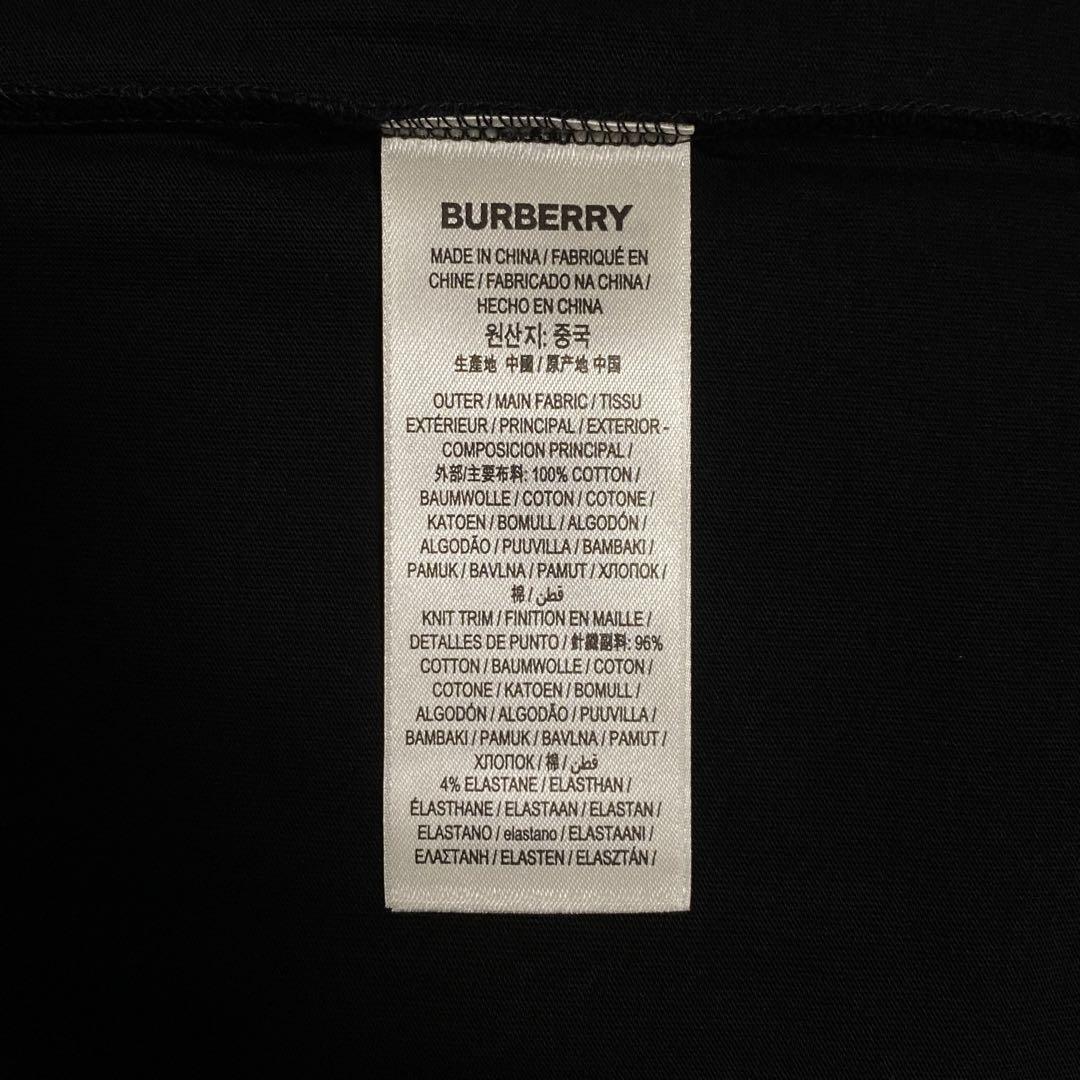 BURBERRY
MADE IN CHINA / FABRIQUÉ EN
CHINE / FABRICADO NA CHINA /
HECHO EN CHINA
원산지: 중국
生產地 中國 / 原产地 中国
OUTER / MAIN FABRIC / TISSU
EXTÉRIEUR / PRINCIPAL / EXTERIOR -
COMPOSICION PRINCIPAL /
外部/主要布料: 100% COTTON /
BAUMWOLLE / COTON / COTONE /
KATOEN / BOMULL / ALGODÓN /
ALGODÃO / PUUVILLA / BAMBAKI /
PAMUK / BAVLNA / PAMUT / ХЛОПОК /
棉 / قطن
KNIT TRIM / FINITION EN MAILLE /
DETALLES DE PUNTO / 針織副料: 96%
COTTON / BAUMWOLLE / COTON /
COTONE / KATOEN / BOMULL /
ALGODÓN / ALGODÃO / PUUVILLA /
BAMBAKI / PAMUK / BAVLNA / PAMUT /
ХЛОПОК / 棉 / قطن
4% ELASTANE / ELASTHAN /
ÉLASTHANE / ELASTAAN / ELASTAN /
ELASTANO / elastano / ELASTAANI /
ΕΛΑΣΤΑΝΗ / ELASTEN / ELASZTÁN /